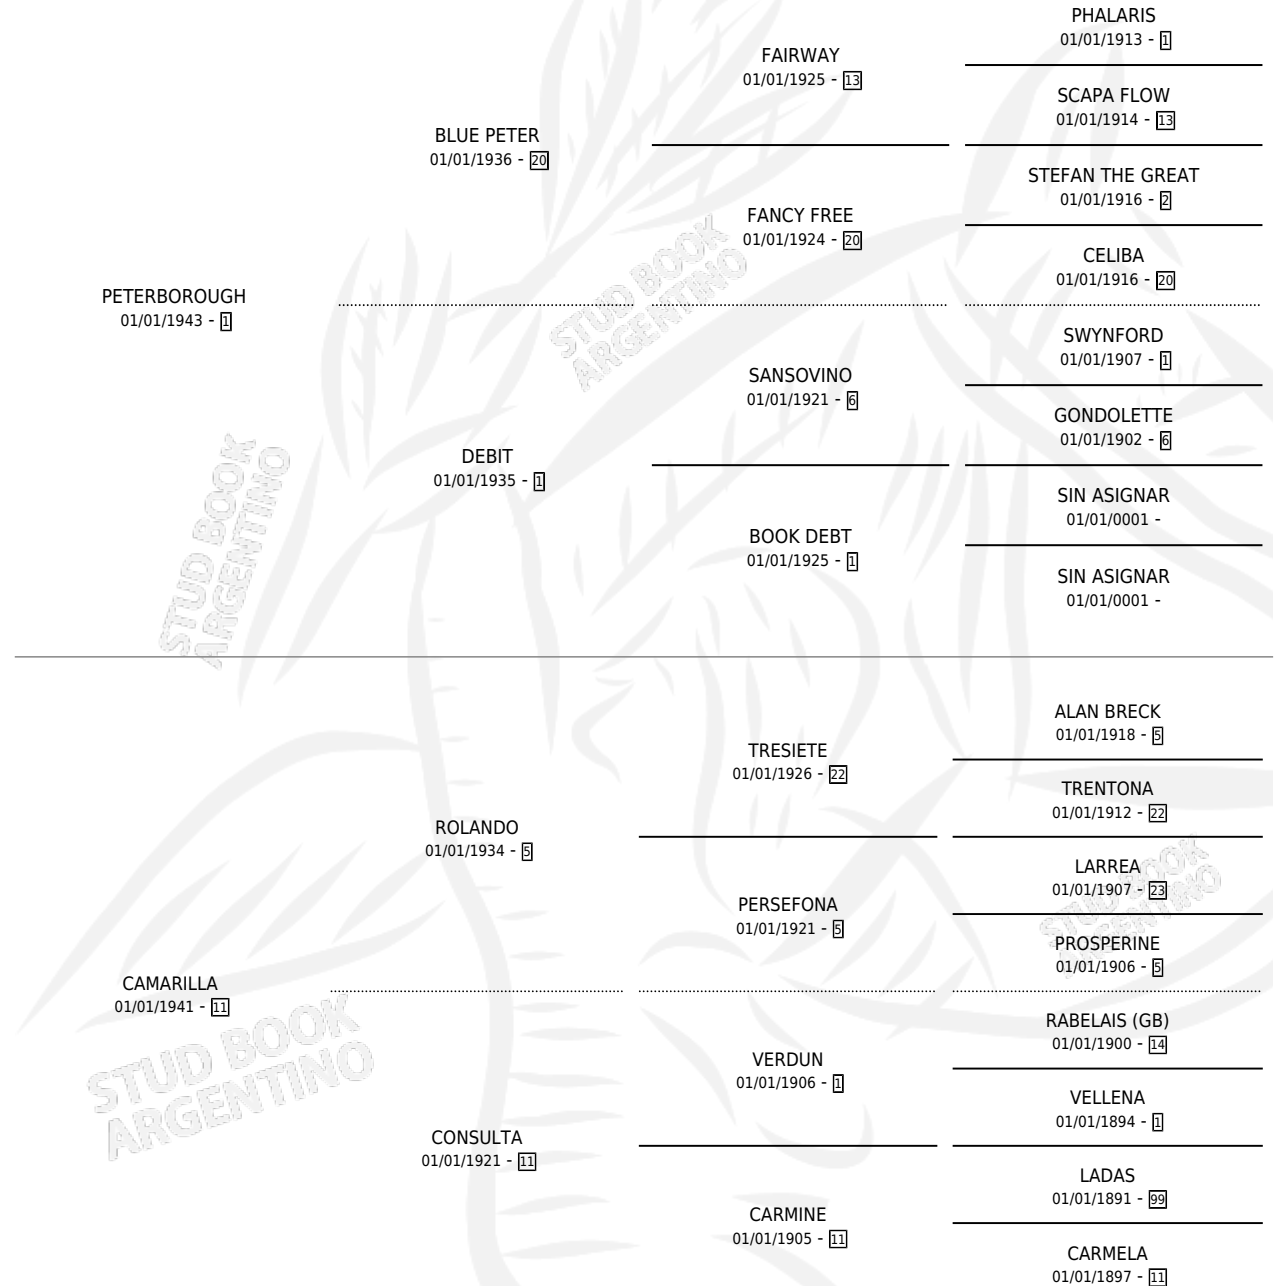 PHALARIS
01/01/1913 - 1
FAIRWAY
01/01/1925 - 13
SCAPA FLOW
01/01/1914 - 13
BLUE PETER
01/01/1936 - 20
STEFAN THE GREAT
01/01/1916 - 2
FANCY FREE
01/01/1924 - 20
CELIBA
01/01/1916 - 20
PETERBOROUGH
01/01/1943 - 1
SWYNFORD
01/01/1907 - 1
SANSOVINO
01/01/1921 - 6
GONDOLETTE
01/01/1902 - 6
DEBIT
01/01/1935 - 1
SIN ASIGNAR
01/01/0001 -
BOOK DEBT
01/01/1925 - 1
SIN ASIGNAR
01/01/0001 -
STUD BOOK
ARGENTINO
STUD BOOK
ARGENTINO
ALAN BRECK
01/01/1918 - 5
TRESIETE
01/01/1926 - 22
TRENTONA
01/01/1912 - 22
ROLANDO
01/01/1934 - 5
LARREA
01/01/1907 - 23
PERSEFONA
01/01/1921 - 5
PROSPERINE
01/01/1906 - 5
STUD BOOK
ARGENTINO
CAMARILLA
01/01/1941 - 11
RABELAIS (GB)
01/01/1900 - 14
VERDUN
01/01/1906 - 1
VELLENA
01/01/1894 - 1
STUD BOOK
ARGENTINO
CONSULTA
01/01/1921 - 11
LADAS
01/01/1891 - 99
CARMINE
01/01/1905 - 11
CARMELA
01/01/1897 - 11